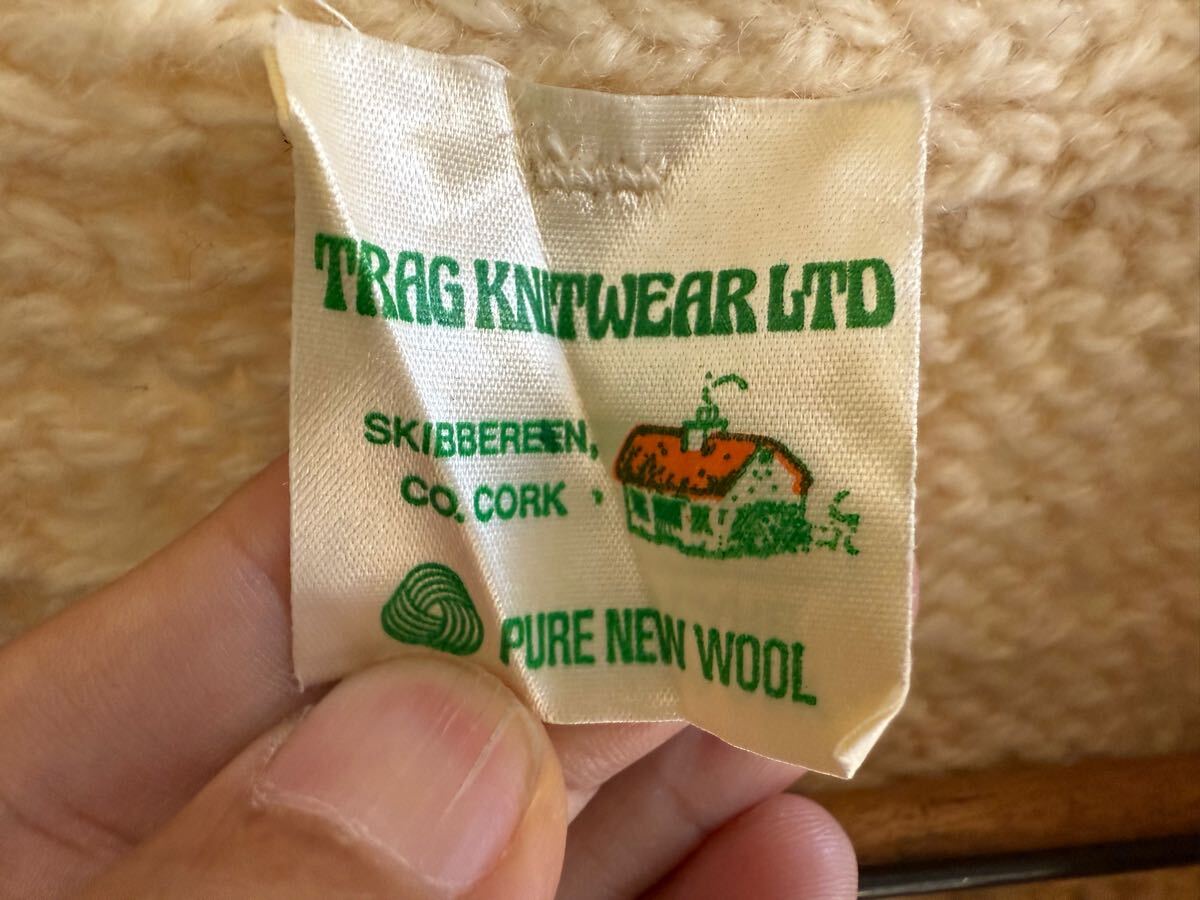 TRAG KNITWEAR LTD
SKIBBEREEN,
CO. CORK
PURE NEW WOOL